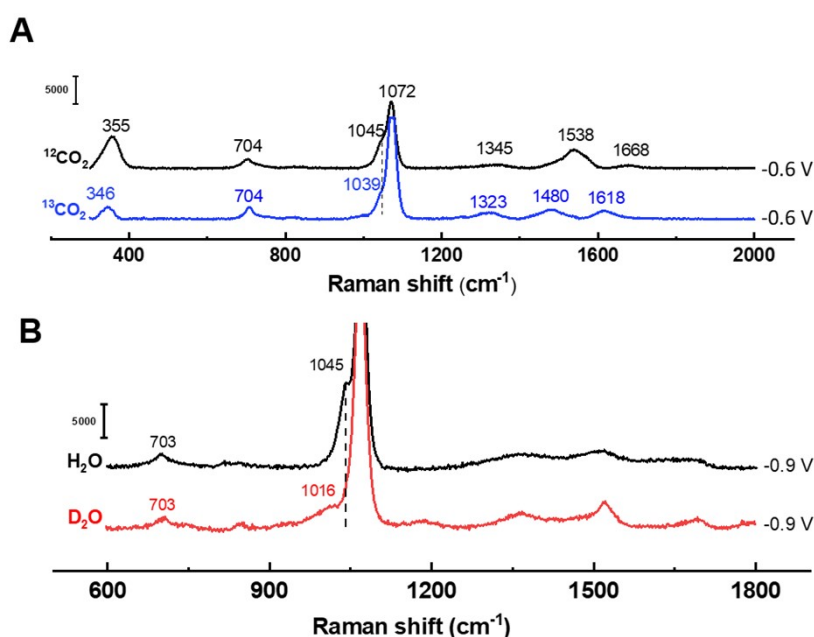 A
5000
355
704
1045
1072
1345
1538
1668
¹²CO₂
-0.6 V
346
704
1039
1323
1480
1618
¹³CO₂
-0.6 V
400
800
1200
1600
2000
Raman shift (cm⁻¹)
B
5000
1045
703
H₂O
-0.9 V
1016
703
D₂O
-0.9 V
600
900
1200
1500
1800
Raman shift (cm⁻¹)